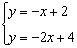 y = −x + 2
y = −2x + 4